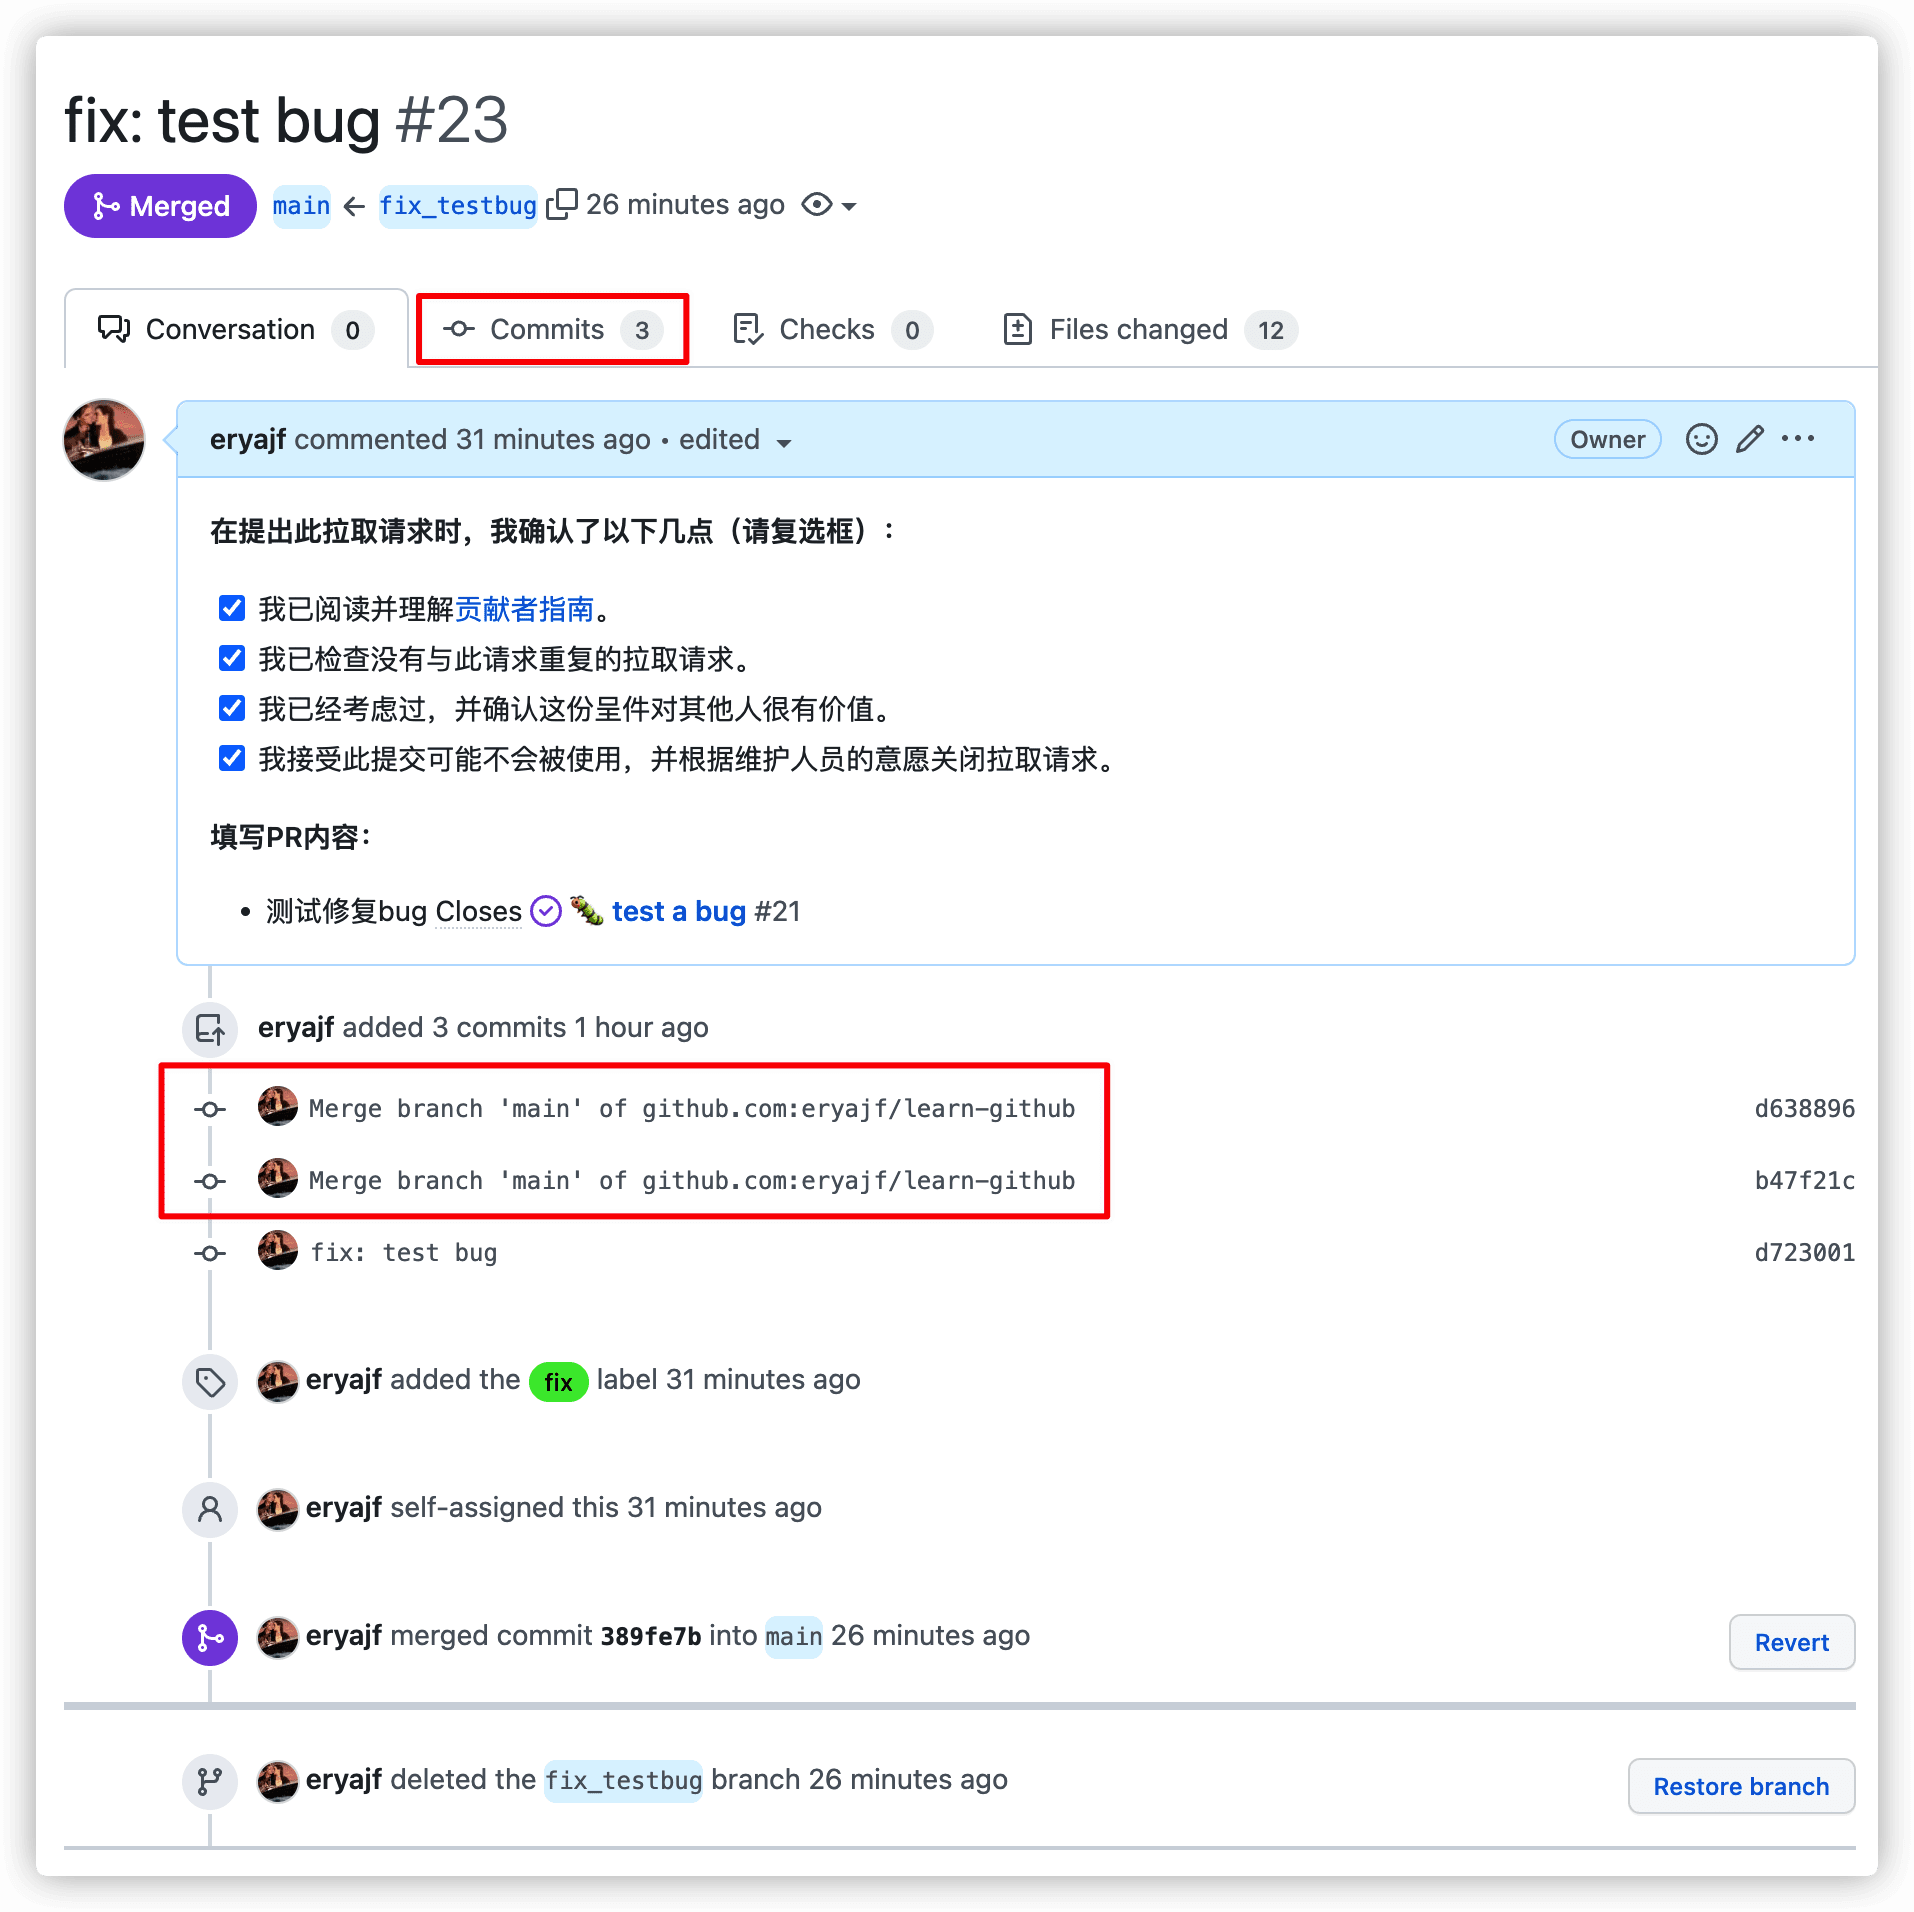 fix: test bug #23
Merged main ← fix_testbug 26 minutes ago
Conversation 0 Commits 3 Checks 0 Files changed 12
eryajf commented 31 minutes ago • edited Owner
在提出此拉取请求时，我确认了以下几点（请复选框）：
我已阅读并理解贡献者指南。
我已检查没有与此请求重复的拉取请求。
我已经考虑过，并确认这份呈件对其他人很有价值。
我接受此提交可能不会被使用，并根据维护人员的意愿关闭拉取请求。
填写PR内容：
• 测试修复bug Closes 🐛 test a bug #21
eryajf added 3 commits 1 hour ago
Merge branch 'main' of github.com:eryajf/learn-github d638896
Merge branch 'main' of github.com:eryajf/learn-github b47f21c
fix: test bug d723001
eryajf added the fix label 31 minutes ago
eryajf self-assigned this 31 minutes ago
eryajf merged commit 389fe7b into main 26 minutes ago Revert
eryajf deleted the fix_testbug branch 26 minutes ago Restore branch